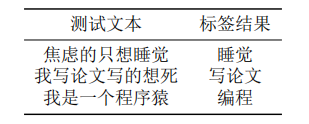 测试文本 标签结果
焦虑的只想睡觉 睡觉
我写论文写的想死 写论文
我是一个程序猿 编程